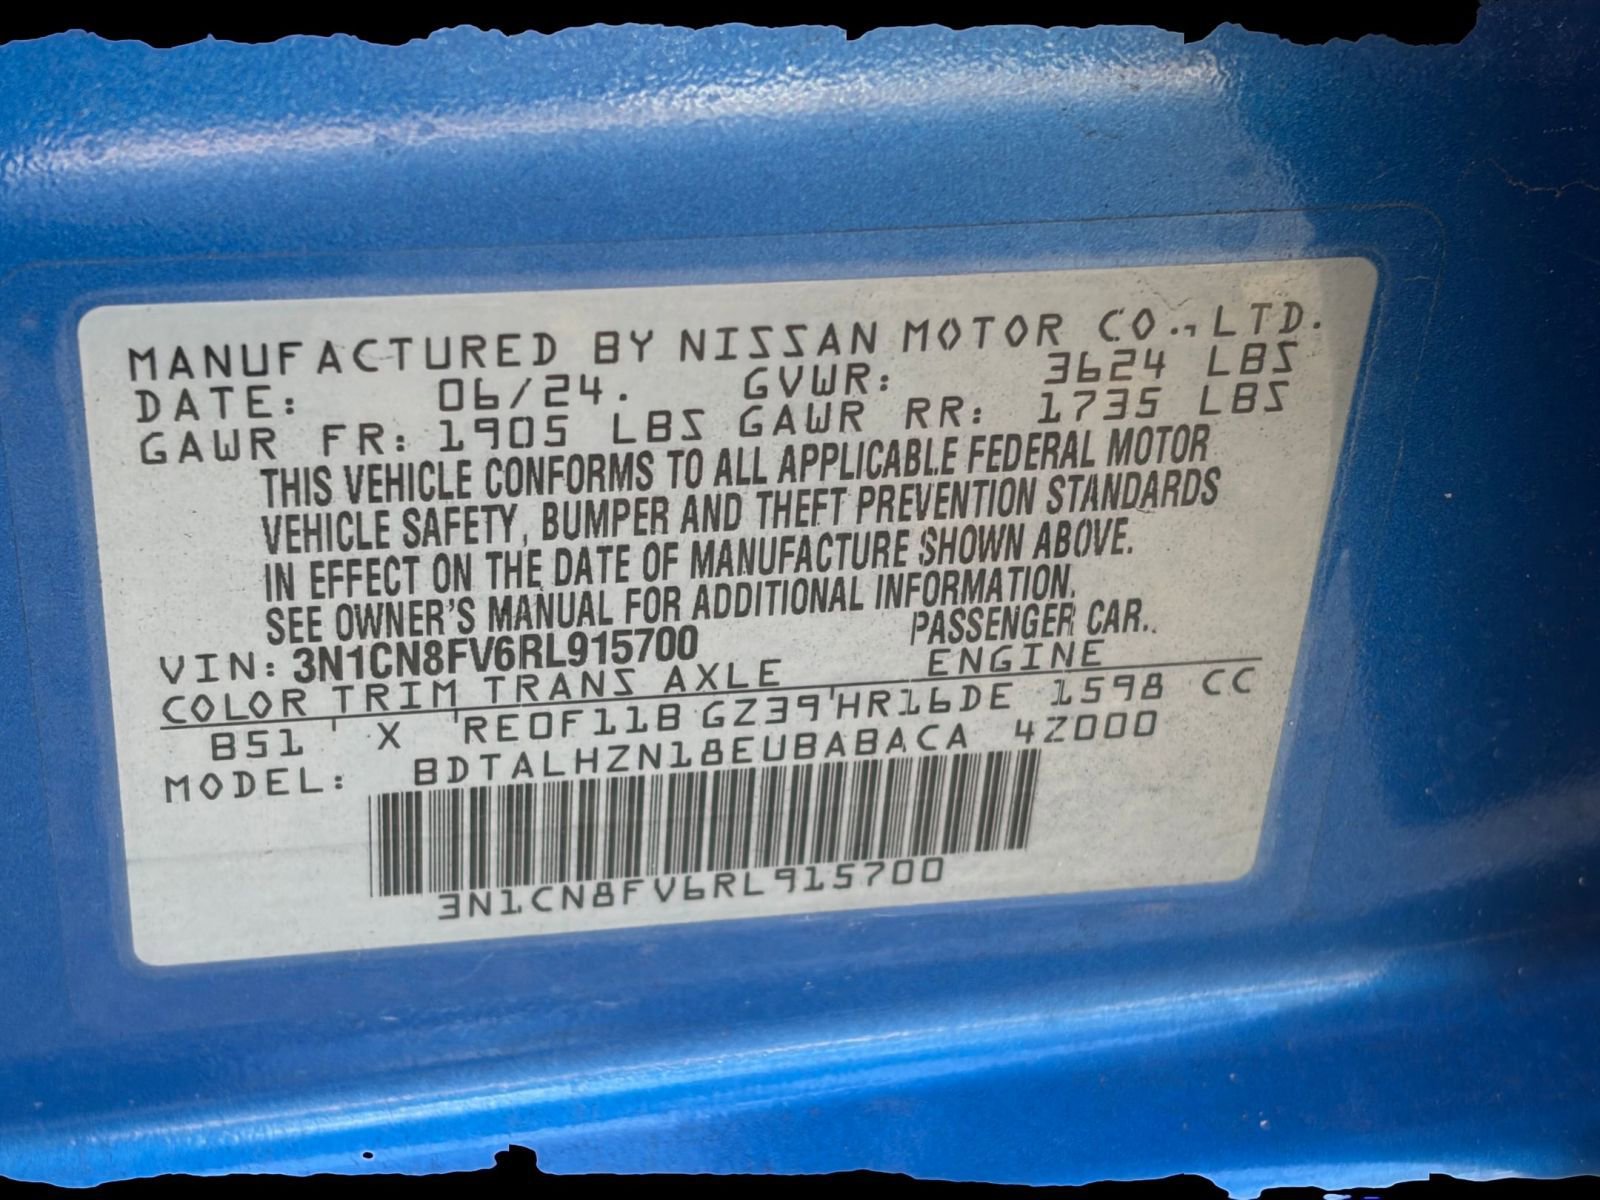 MANUFACTURED BY NISSAN MOTOR CO., LTD.
DATE: 06/24. GVWR: 3624 LBS
GAWR FR: 1905 LBS GAWR RR: 1735 LBS
THIS VEHICLE CONFORMS TO ALL APPLICABLE FEDERAL MOTOR
VEHICLE SAFETY, BUMPER AND THEFT PREVENTION STANDARDS
IN EFFECT ON THE DATE OF MANUFACTURE SHOWN ABOVE.
SEE OWNER'S MANUAL FOR ADDITIONAL INFORMATION.
VIN: 3N1CN8FV6RL915700 PASSENGER CAR.
COLOR TRIM TRANS AXLE ENGINE
B51 X RE0F11B GZ39 HR16DE 1598 CC
MODEL: BDTALHZN18EUBABACA 4Z000
3N1CN8FV6RL915700